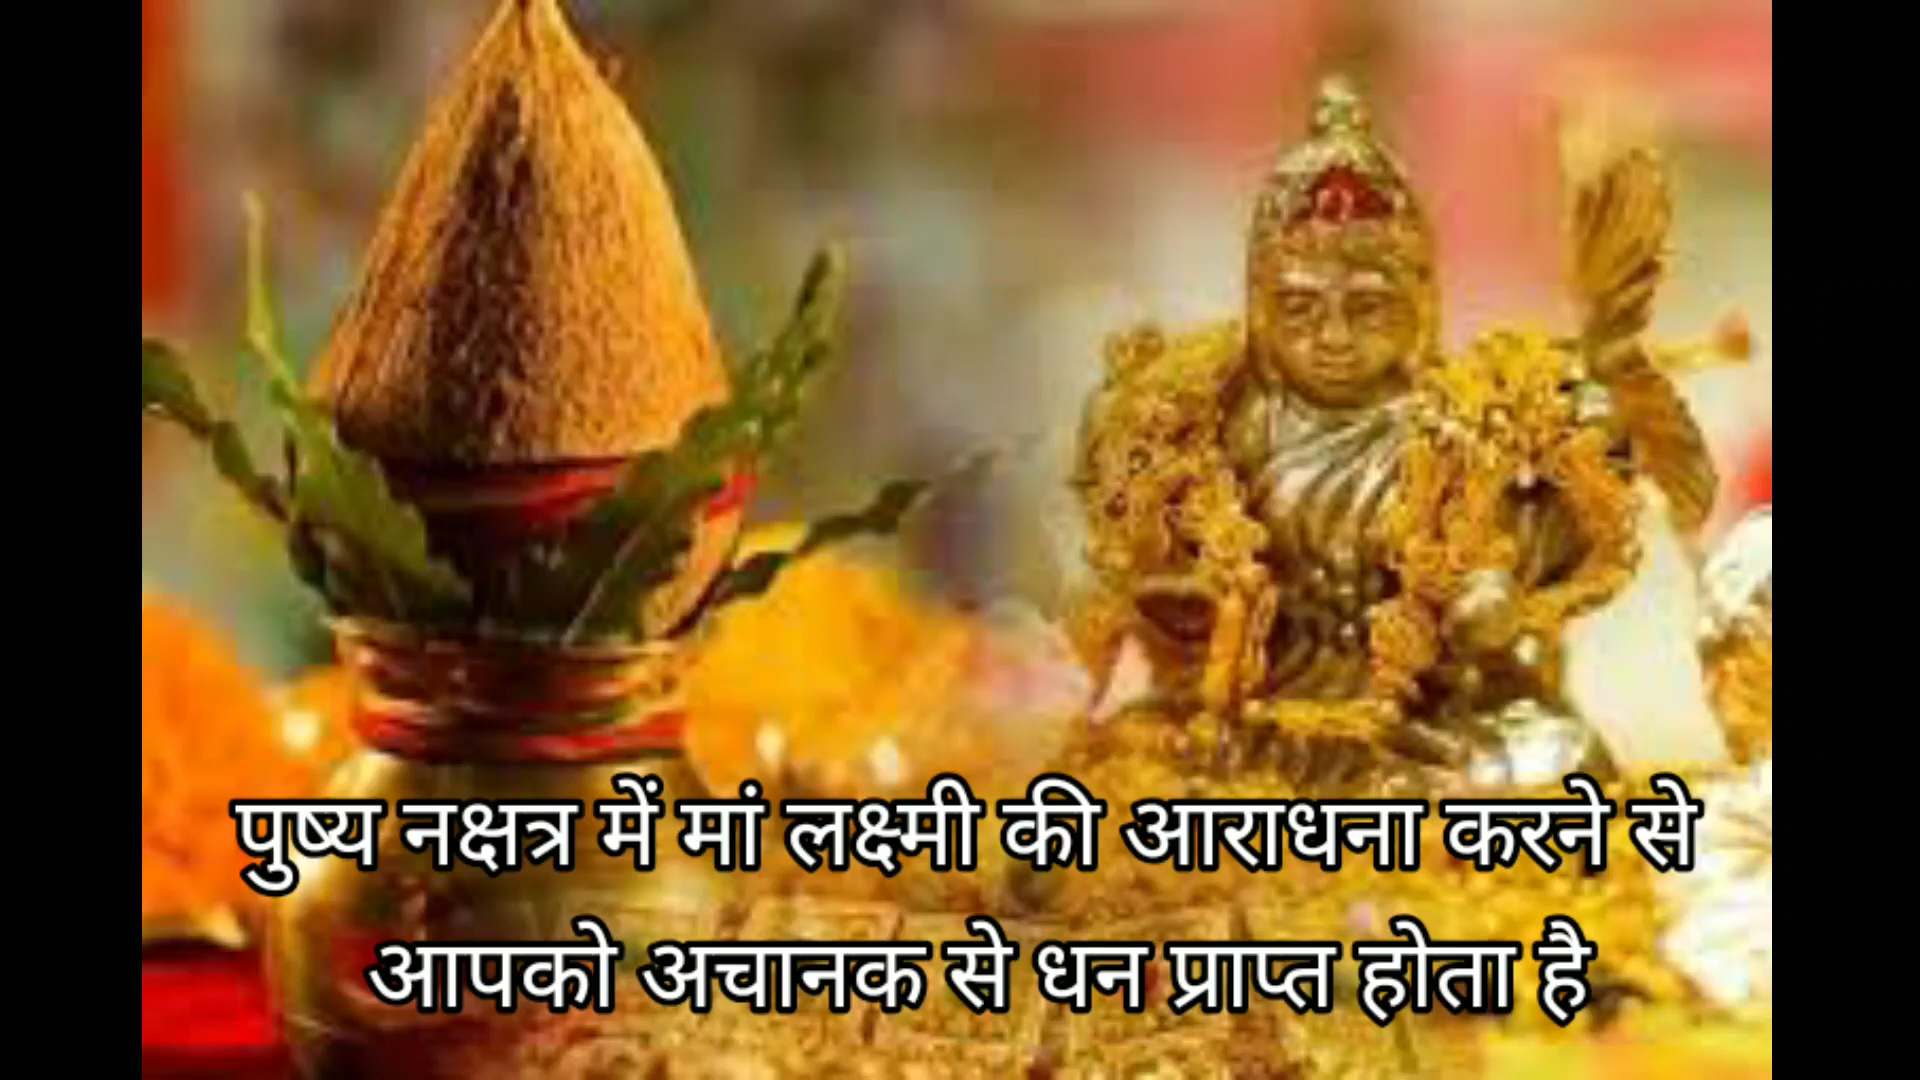 पुष्य नक्षत्र में मां लक्ष्मी की आराधना करने से
आपको अचानक से धन प्राप्त होता है